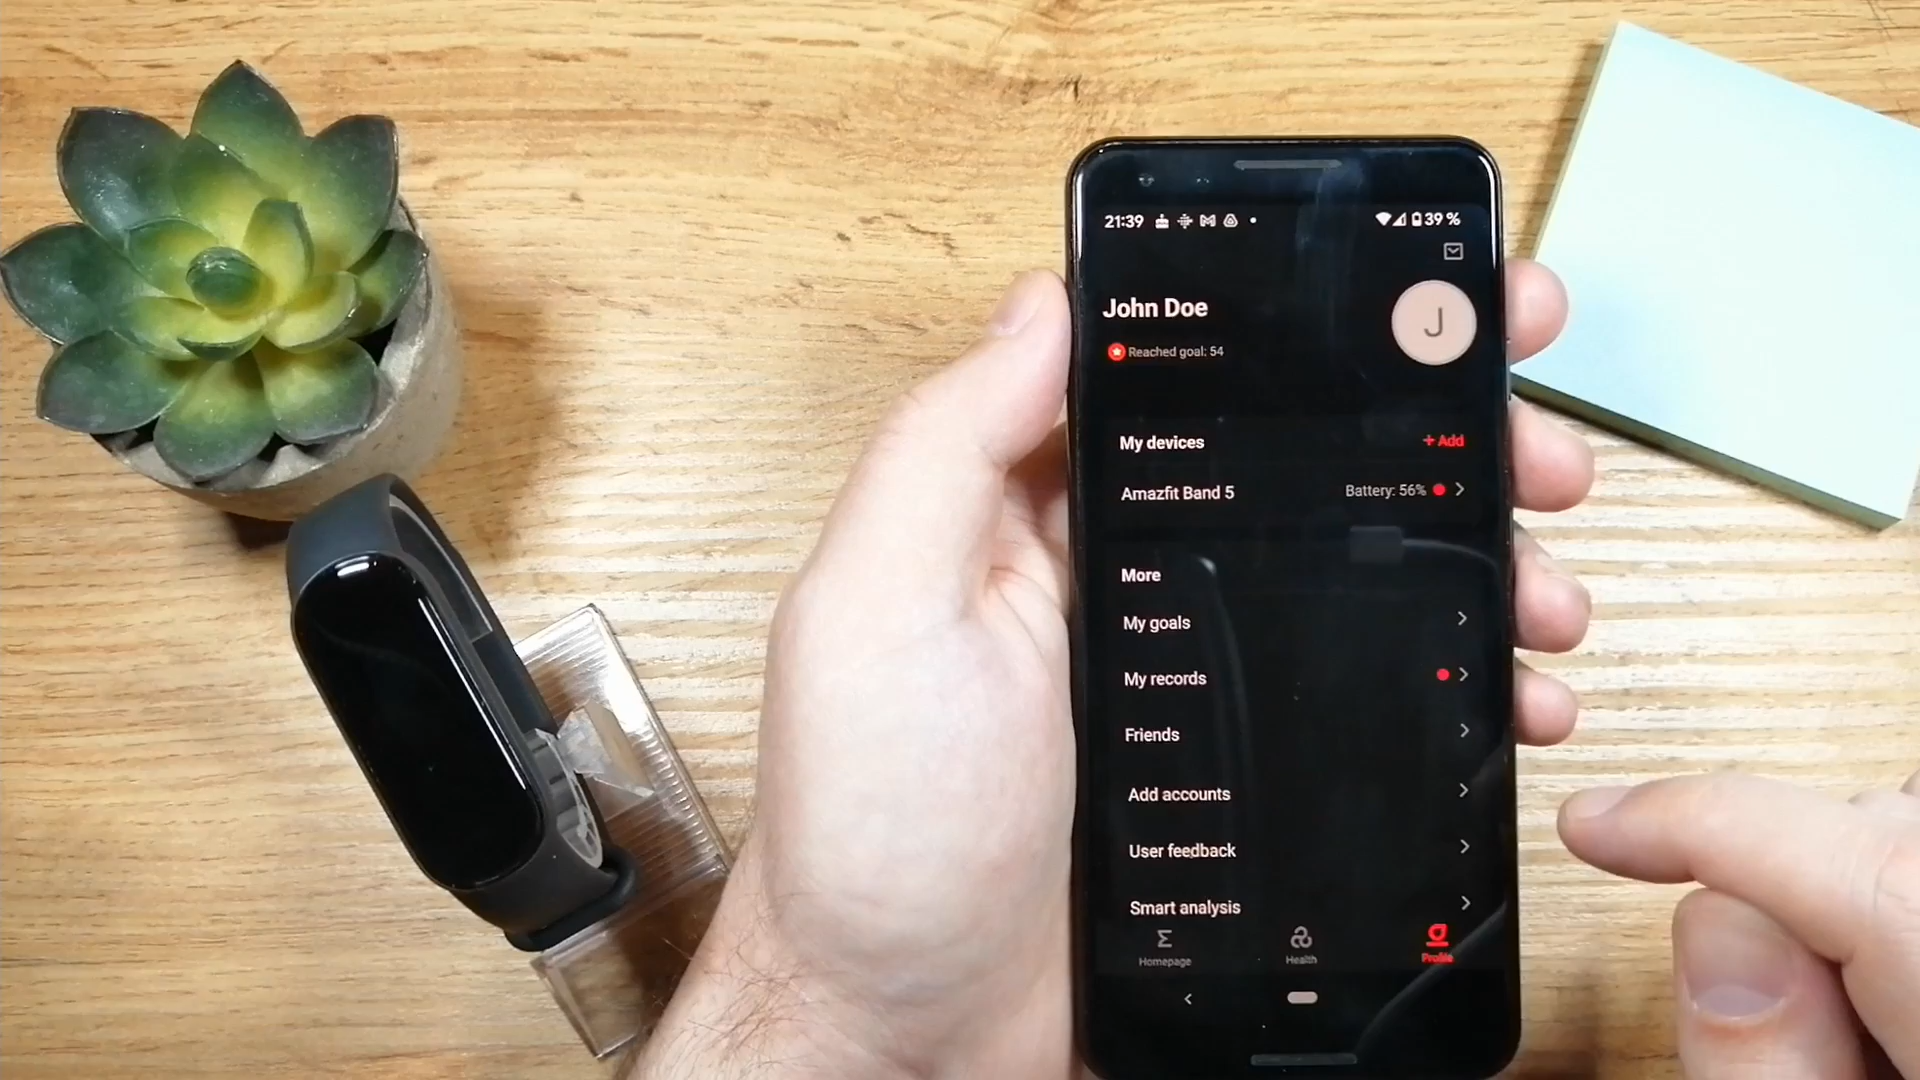 21:39
39 %
John Doe
J
Reached goal: 54
My devices
+ Add
Amazfit Band 5
Battery: 56%
More
My goals
My records
Friends
Add accounts
User feedback
Smart analysis
Homepage
Health
Profile